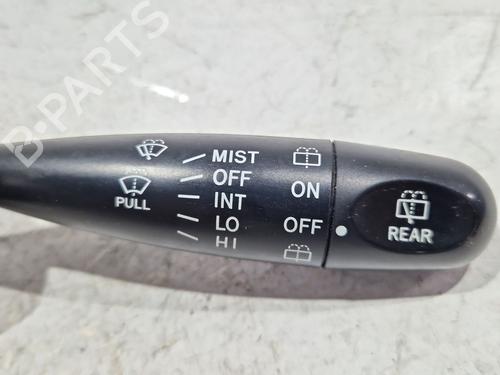 B-PARTS
MIST
OFF
PULL
INT
LO
HI
ON
OFF
REAR